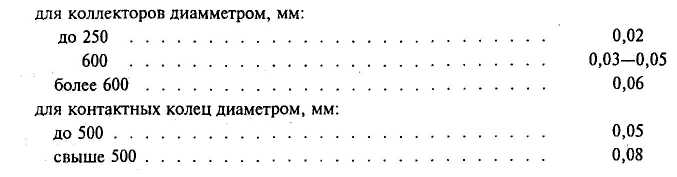 для коллекторов диамметром, мм:
до 250 . . . . . . . . . . . . . . . . . . . . . . . . . . . . 0,02
600 . . . . . . . . . . . . . . . . . . . . . . . . . . . . 0,03—0,05
более 600 . . . . . . . . . . . . . . . . . . . . . . . . . . . 0,06
для контактных колец диаметром, мм:
до 500 . . . . . . . . . . . . . . . . . . . . . . . . . . . . . 0,05
свыше 500 . . . . . . . . . . . . . . . . . . . . . . . . . . . 0,08